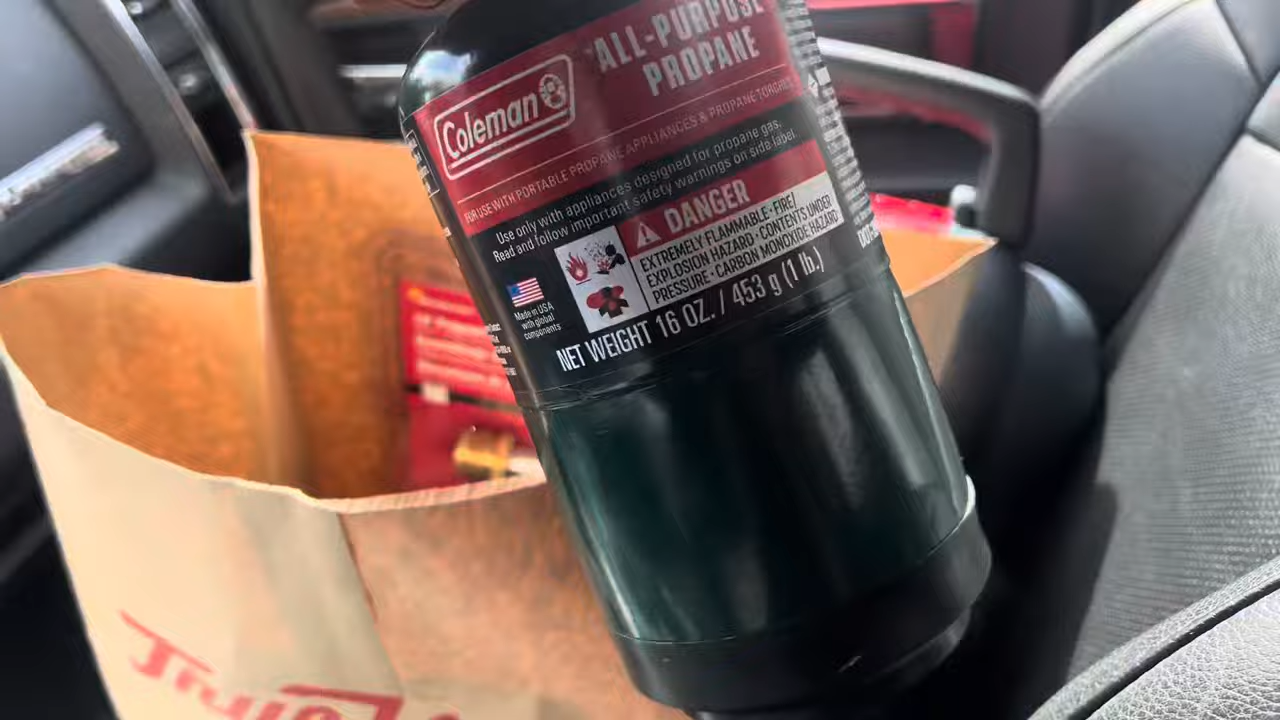 ALL-PURPOSE
PROPANE
Coleman
FOR USE WITH PORTABLE PROPANE APPLIANCES & PROPANE TORCHES
Use only with appliances designed for propane gas.
Read and follow important safety warnings on side label.
DANGER
EXTREMELY FLAMMABLE · FIRE/
EXPLOSION HAZARD · CONTENTS UNDER
PRESSURE · CARBON MONOXIDE HAZARD
Made in USA
with global
components
NET WEIGHT 16 OZ. / 453 g (1 lb.)